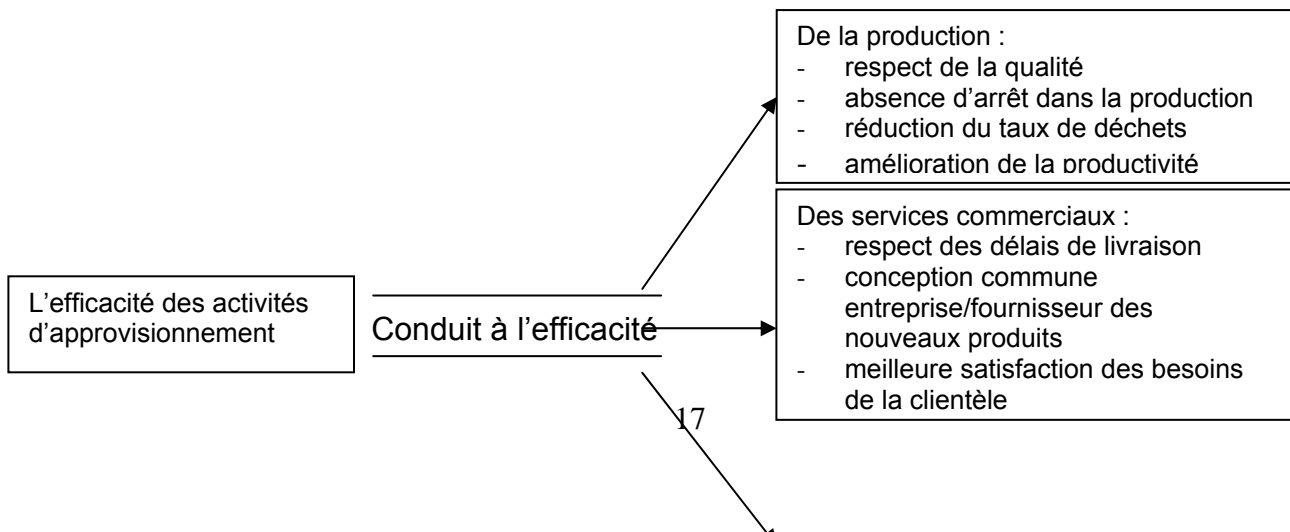 De la production :
- respect de la qualité
- absence d’arrêt dans la production
- réduction du taux de déchets
- amélioration de la productivité
Des services commerciaux :
- respect des délais de livraison
- conception commune
entreprise/fournisseur des
nouveaux produits
- meilleure satisfaction des besoins
de la clientèle
L’efficacité des activités
d’approvisionnement
Conduit à l’efficacité
17